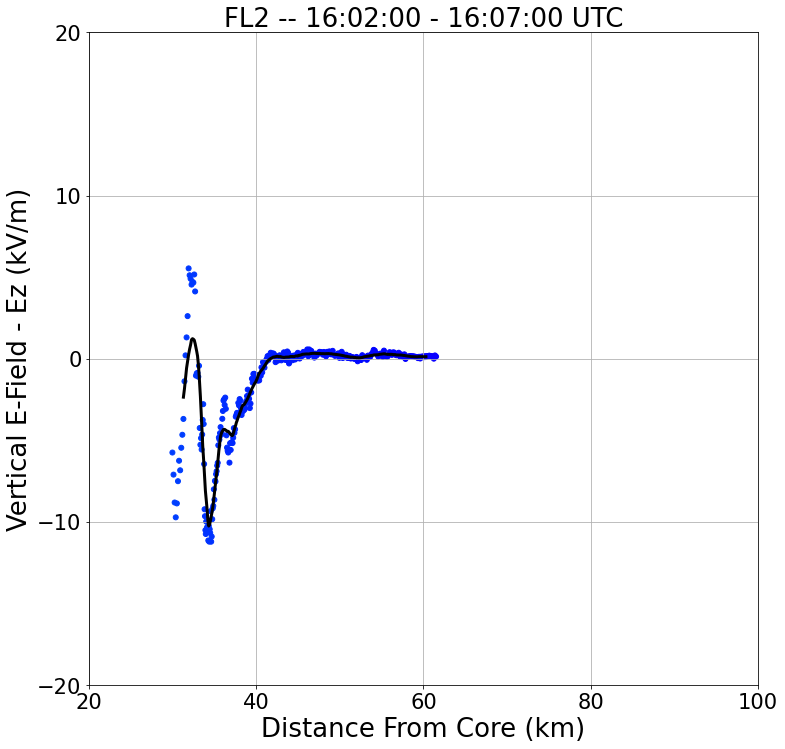 FL2 -- 16:02:00 - 16:07:00 UTC
20
10
0
−10
−20
Vertical E-Field - Ez (kV/m)
20 40 60 80 100
Distance From Core (km)